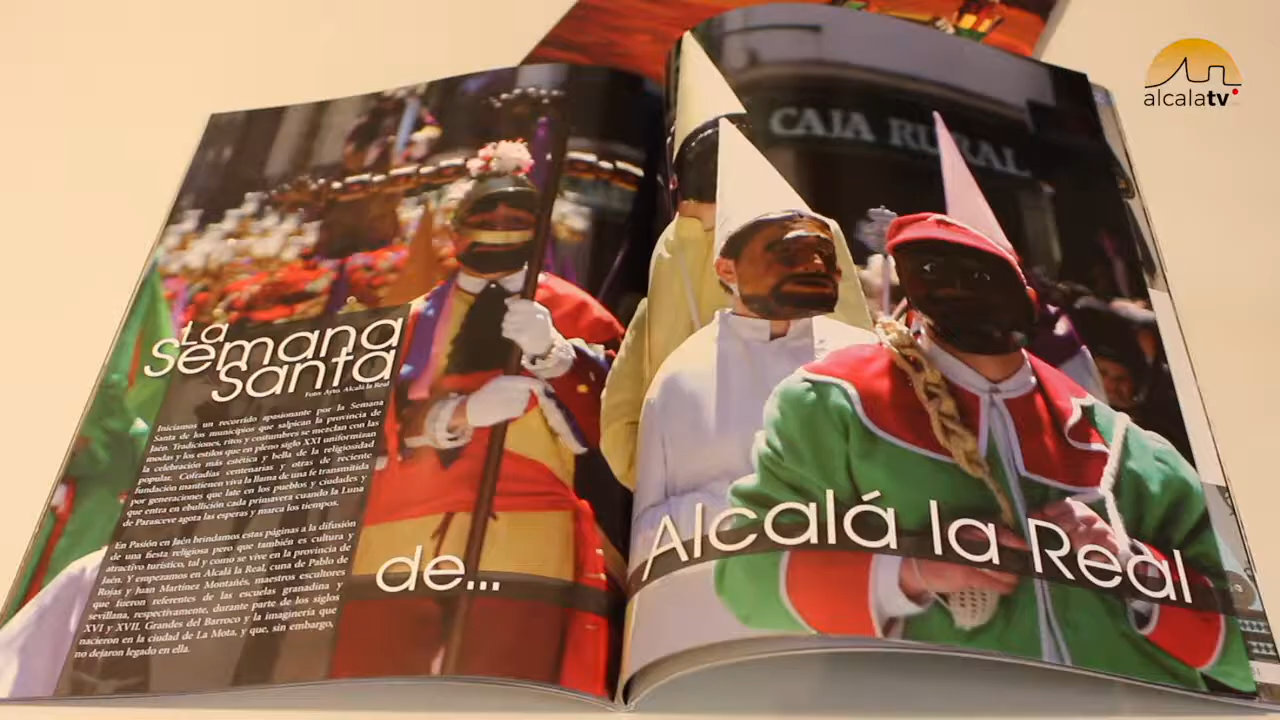 alcalatv
CAJA RURAL
La
Semana
Santa
Fotos: Ayto. Alcalá la Real
Iniciamos un recorrido apasionante por la Semana
Santa de los municipios que salpican la provincia de
Jaén. Tradiciones, ritos y costumbres se mezclan con las
modas y los estilos que en pleno siglo XXI uniformizan
la celebración más estética y bella de la religiosidad
popular. Cofradías centenarias y otras de reciente
fundación mantienen viva la llama de una fe transmitida
por generaciones que late en los pueblos y ciudades y
que entra en ebullición cada primavera cuando la Luna
de Parasceve agota las esperas y marca los tiempos.
En Pasión en Jaén brindamos estas páginas a la difusión
de una fiesta religiosa pero que también es cultura y
atractivo turístico, tal y como se vive en la provincia de
Jaén. Y empezamos en Alcalá la Real, cuna de Pablo de
Rojas y Juan Martínez Montañés, maestros escultores
que fueron referentes de las escuelas granadina y
sevillana, respectivamente, durante parte de los siglos
XVI y XVII. Grandes del Barroco y la imaginería que
nacieron en la ciudad de La Mota, y que, sin embargo,
no dejaron legado en ella.
de...
Alcalá la Real